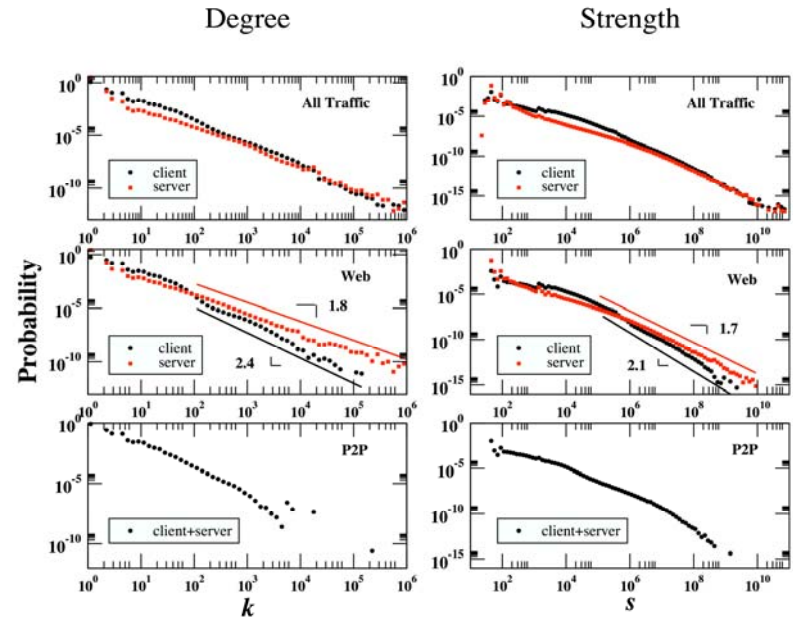 Degree
Strength
Probability
10^0
10^-5
10^-10
All Traffic
client
server
10^0 10^1 10^2 10^3 10^4 10^5 10^6
10^0
10^-5
10^-10
10^-15
All Traffic
client
server
10^2 10^4 10^6 10^8 10^10
10^0
10^-5
10^-10
Web
1.8
client
server
2.4
10^0 10^1 10^2 10^3 10^4 10^5 10^6
10^0
10^-5
10^-10
10^-15
Web
1.7
client
server
2.1
10^2 10^4 10^6 10^8 10^10
10^0
10^-5
10^-10
P2P
client+server
10^0 10^1 10^2 10^3 10^4 10^5 10^6
k
10^0
10^-5
10^-10
10^-15
P2P
client+server
10^2 10^4 10^6 10^8 10^10
s